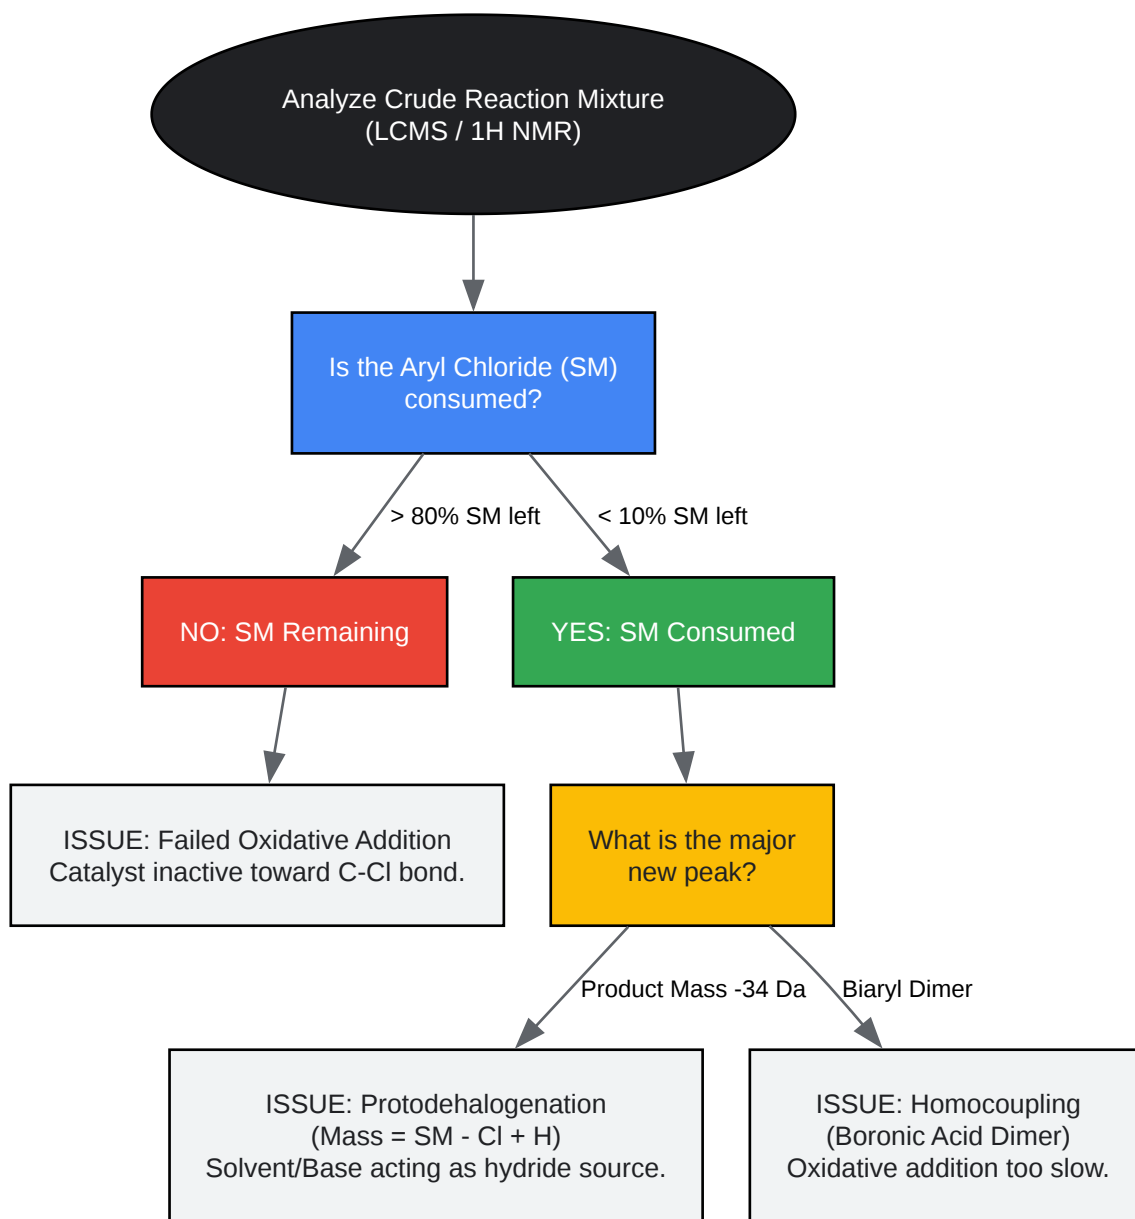 Analyze Crude Reaction Mixture
(LCMS / 1H NMR)
Is the Aryl Chloride (SM)
consumed?
> 80% SM left
< 10% SM left
NO: SM Remaining
YES: SM Consumed
ISSUE: Failed Oxidative Addition
Catalyst inactive toward C-Cl bond.
What is the major
new peak?
Product Mass -34 Da
Biaryl Dimer
ISSUE: Protodehalogenation
(Mass = SM - Cl + H)
Solvent/Base acting as hydride source.
ISSUE: Homocoupling
(Boronic Acid Dimer)
Oxidative addition too slow.